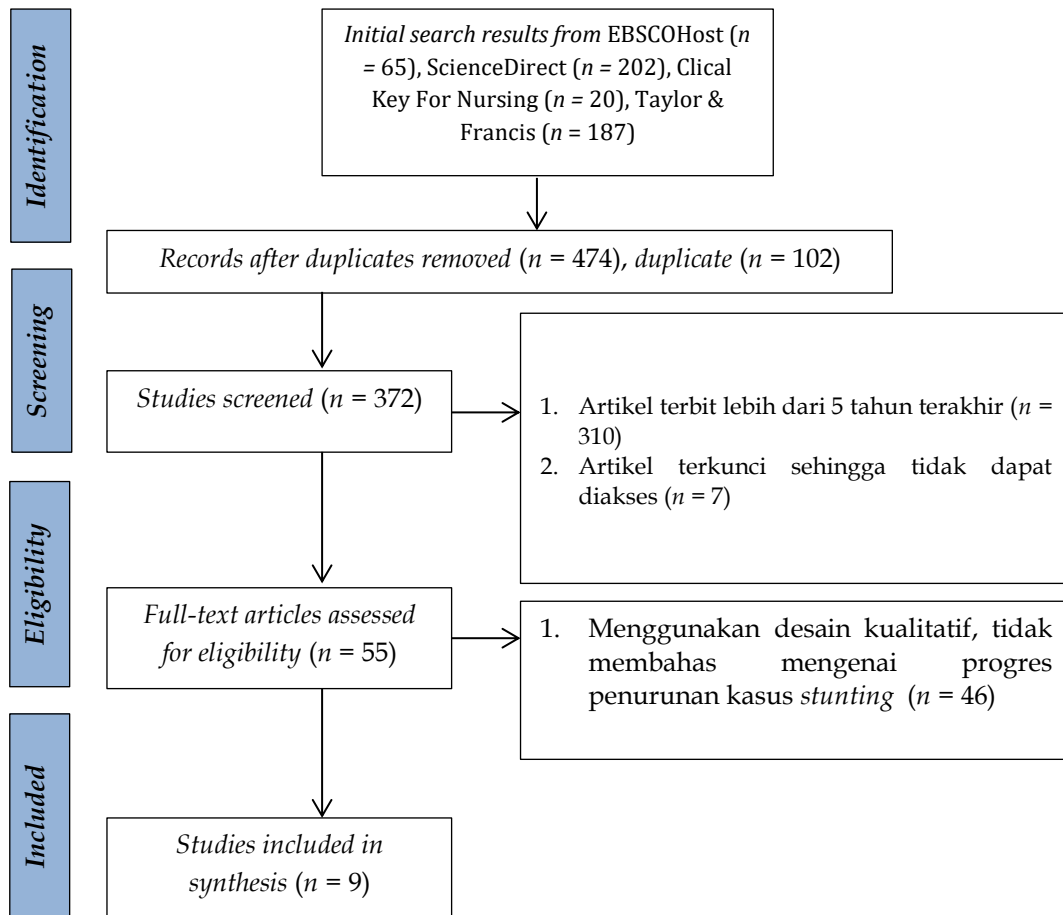 Identification
Initial search results from EBSCOHost (n
= 65), ScienceDirect (n = 202), Clical
Key For Nursing (n = 20), Taylor &
Francis (n = 187)
Records after duplicates removed (n = 474), duplicate (n = 102)
Screening
Studies screened (n = 372)
1. Artikel terbit lebih dari 5 tahun terakhir (n =
310)
2. Artikel terkunci sehingga tidak dapat
diakses (n = 7)
Eligibility
Full-text articles assessed
for eligibility (n = 55)
1. Menggunakan desain kualitatif, tidak
membahas mengenai progres
penurunan kasus stunting (n = 46)
Included
Studies included in
synthesis (n = 9)